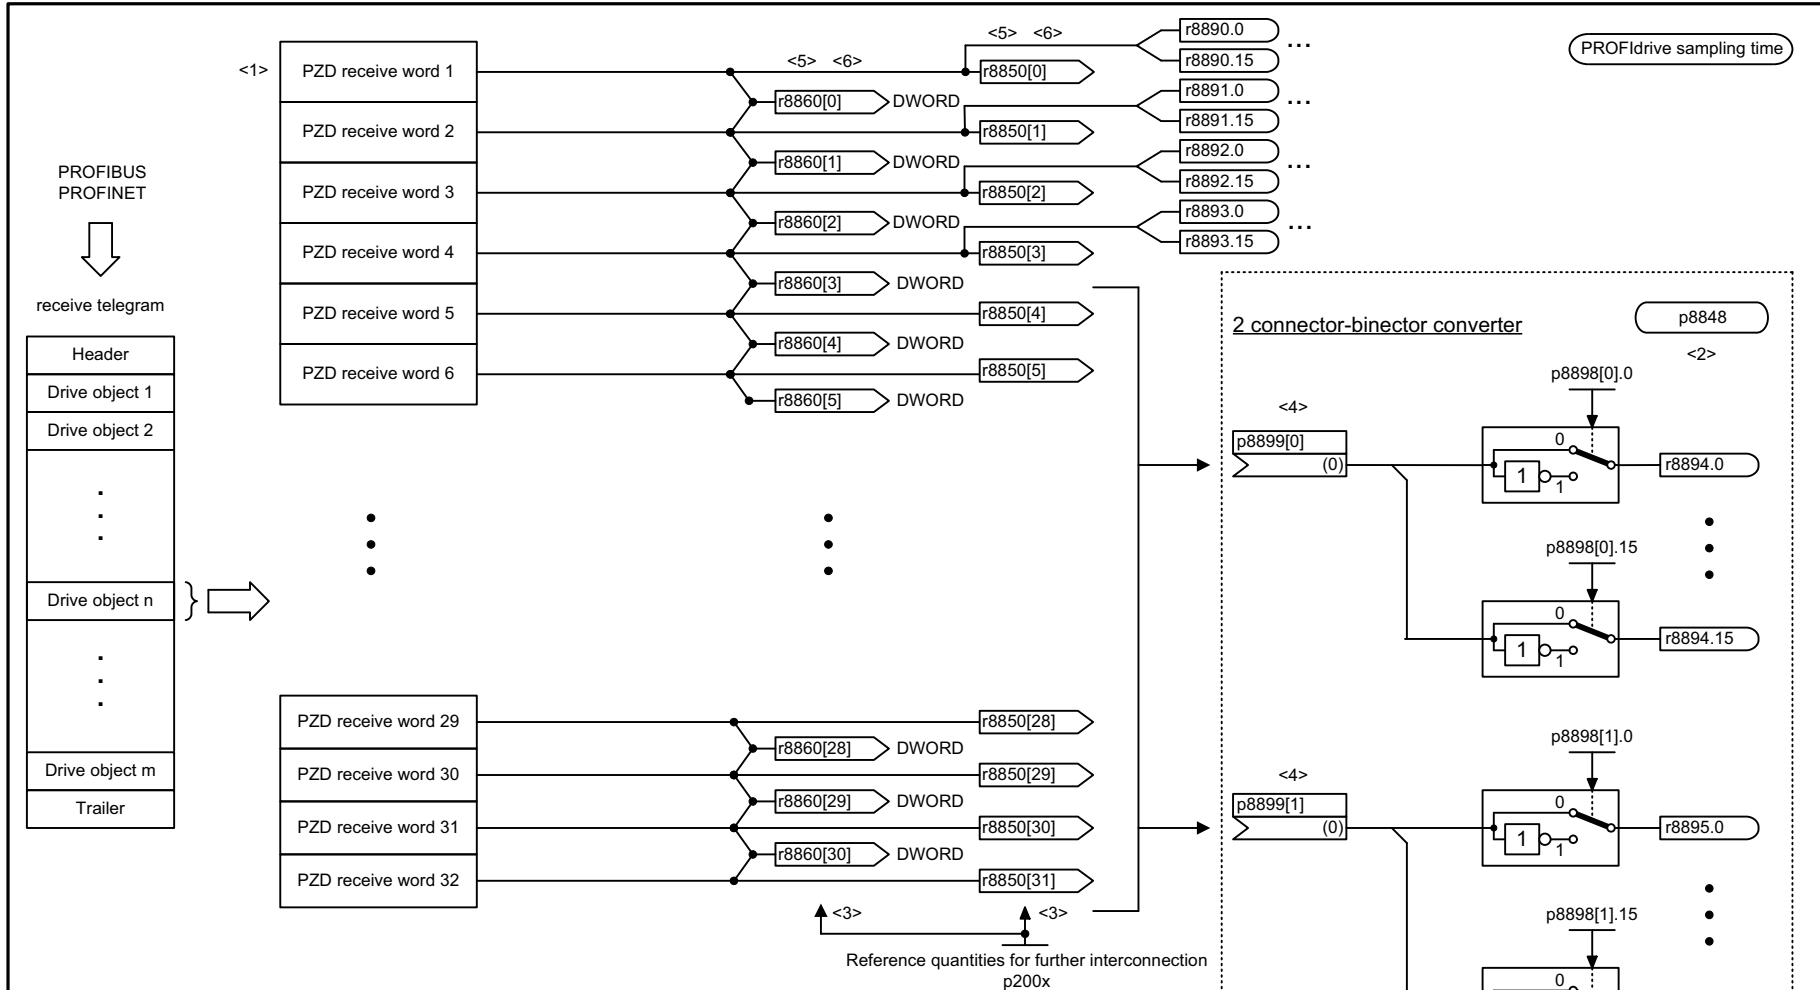 PROFIdrive sampling time
PROFIBUS
PROFINET
receive telegram
Header
Drive object 1
Drive object 2
Drive object n
Drive object m
Trailer
<1>
PZD receive word 1
PZD receive word 2
PZD receive word 3
PZD receive word 4
PZD receive word 5
PZD receive word 6
PZD receive word 29
PZD receive word 30
PZD receive word 31
PZD receive word 32
<5> <6>
r8860[0] DWORD
r8860[1] DWORD
r8860[2] DWORD
r8860[3] DWORD
r8860[4] DWORD
r8860[5] DWORD
r8860[28] DWORD
r8860[29] DWORD
r8860[30] DWORD
<5> <6>
r8850[0]
r8850[1]
r8850[2]
r8850[3]
r8850[4]
r8850[5]
r8850[28]
r8850[29]
r8850[30]
r8850[31]
<3>
<3>
Reference quantities for further interconnection
p200x
r8890.0
...
r8890.15
r8891.0
...
r8891.15
r8892.0
...
r8892.15
r8893.0
...
r8893.15
2 connector-binector converter
p8848
<2>
<4>
p8899[0]
(0)
p8898[0].0
0
1
1
r8894.0
p8898[0].15
0
1
1
r8894.15
<4>
p8899[1]
(0)
p8898[1].0
0
1
1
r8895.0
p8898[1].15
0